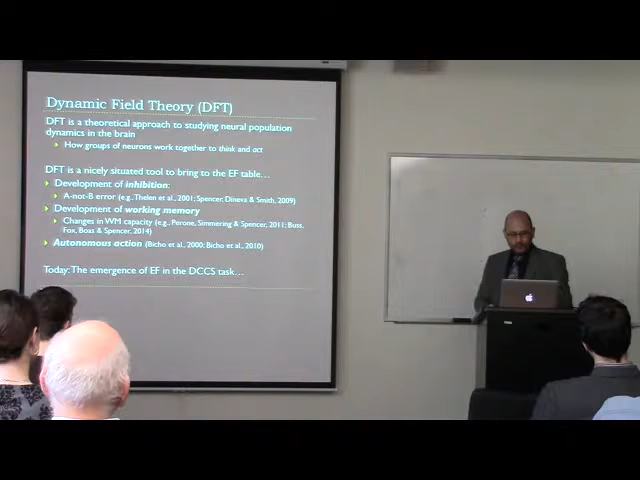 Dynamic Field Theory (DFT)
DFT is a theoretical approach to studying neural population
dynamics in the brain
How groups of neurons work together to think and act
DFT is a nicely situated tool to bring to the EF table…
Development of inhibition:
A-not-B error (e.g., Thelen et al., 2001; Spencer, Dineva & Smith, 2009)
Development of working memory
Changes in WM capacity (e.g., Perone, Simmering & Spencer, 2011; Buss,
Fox, Boas & Spencer, 2014)
Autonomous action (Bicho et al., 2000; Bicho et al., 2010)
Today: The emergence of EF in the DCCS task…